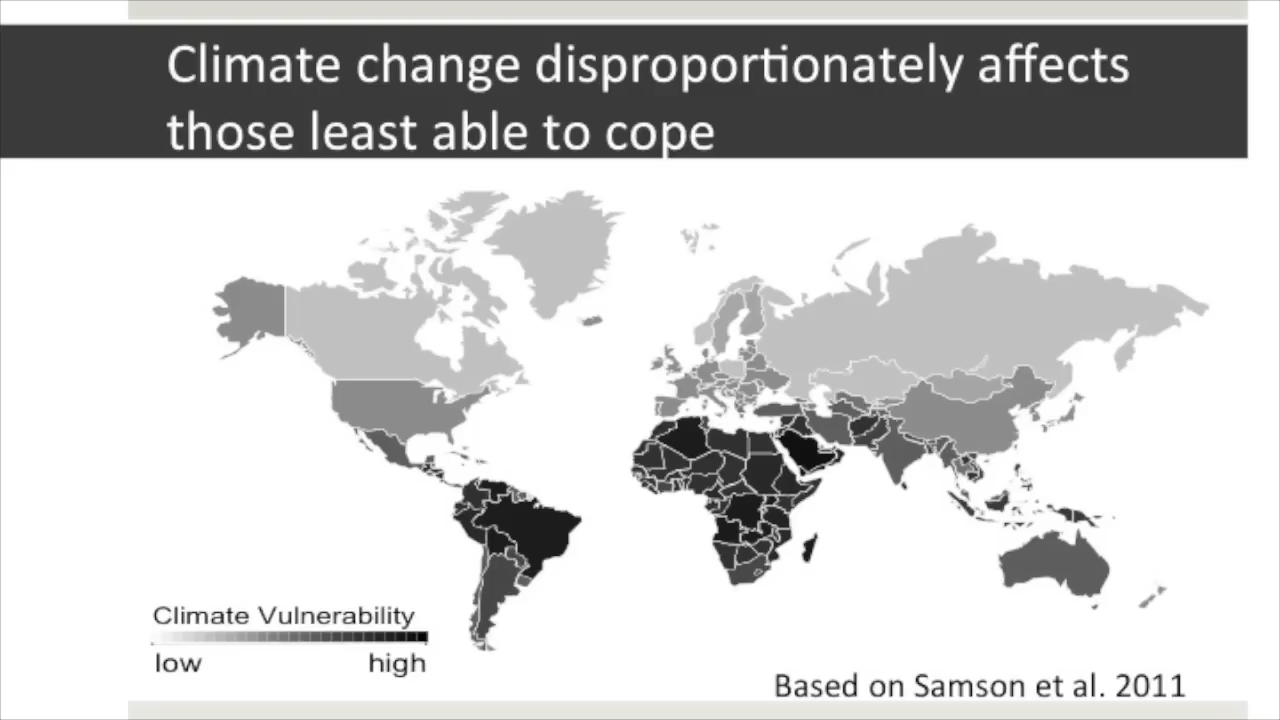 Climate change disproportionately affects
those least able to cope
Climate Vulnerability
low high
Based on Samson et al. 2011